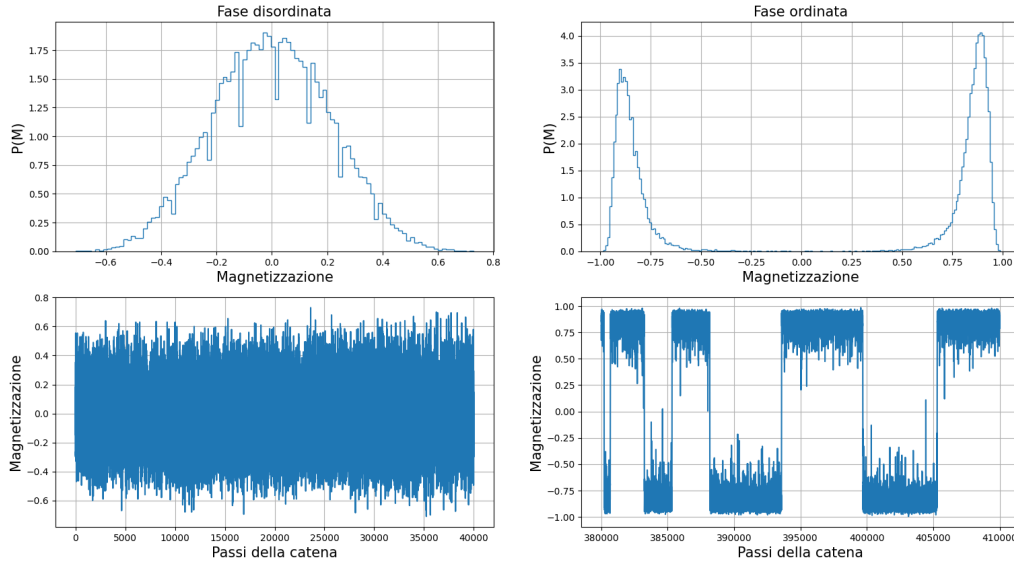 Fase disordinata
P(M)
1.75
1.50
1.25
1.00
0.75
0.50
0.25
0.00
−0.6 −0.4 −0.2 0.0 0.2 0.4 0.6 0.8
Magnetizzazione
Fase ordinata
P(M)
4.0
3.5
3.0
2.5
2.0
1.5
1.0
0.5
0.0
−1.00 −0.75 −0.50 −0.25 0.00 0.25 0.50 0.75 1.00
Magnetizzazione
Magnetizzazione
0.8
0.6
0.4
0.2
0.0
−0.2
−0.4
−0.6
0 5000 10000 15000 20000 25000 30000 35000 40000
Passi della catena
Magnetizzazione
1.00
0.75
0.50
0.25
0.00
−0.25
−0.50
−0.75
−1.00
380000 385000 390000 395000 400000 405000 410000
Passi della catena